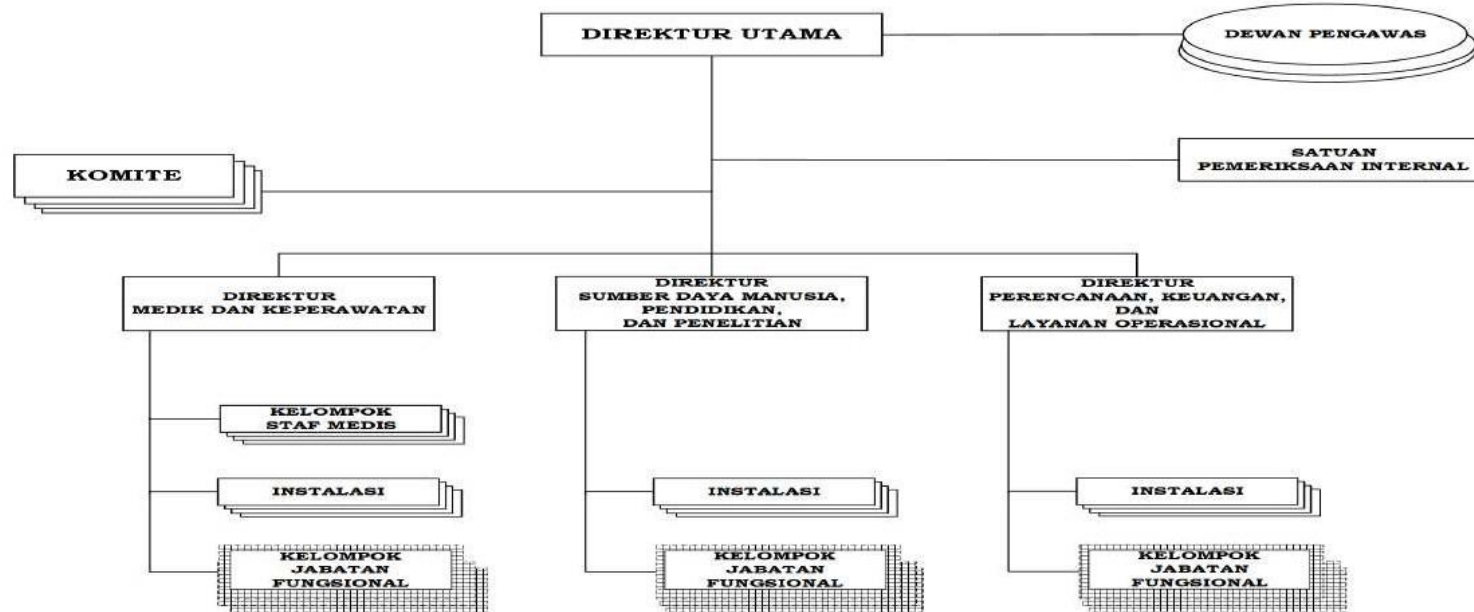 DIREKTUR UTAMA
DEWAN PENGAWAS
SATUAN
PEMERIKSAAN INTERNAL
KOMITE
DIREKTUR
MEDIK DAN KEPERAWATAN
DIREKTUR
SUMBER DAYA MANUSIA,
PENDIDIKAN,
DAN PENELITIAN
DIREKTUR
PERENCANAAN, KEUANGAN,
DAN
LAYANAN OPERASIONAL
KELOMPOK
STAF MEDIS
INSTALASI
INSTALASI
INSTALASI
KELOMPOK
JABATAN
FUNGSIONAL
KELOMPOK
JABATAN
FUNGSIONAL
KELOMPOK
JABATAN
FUNGSIONAL